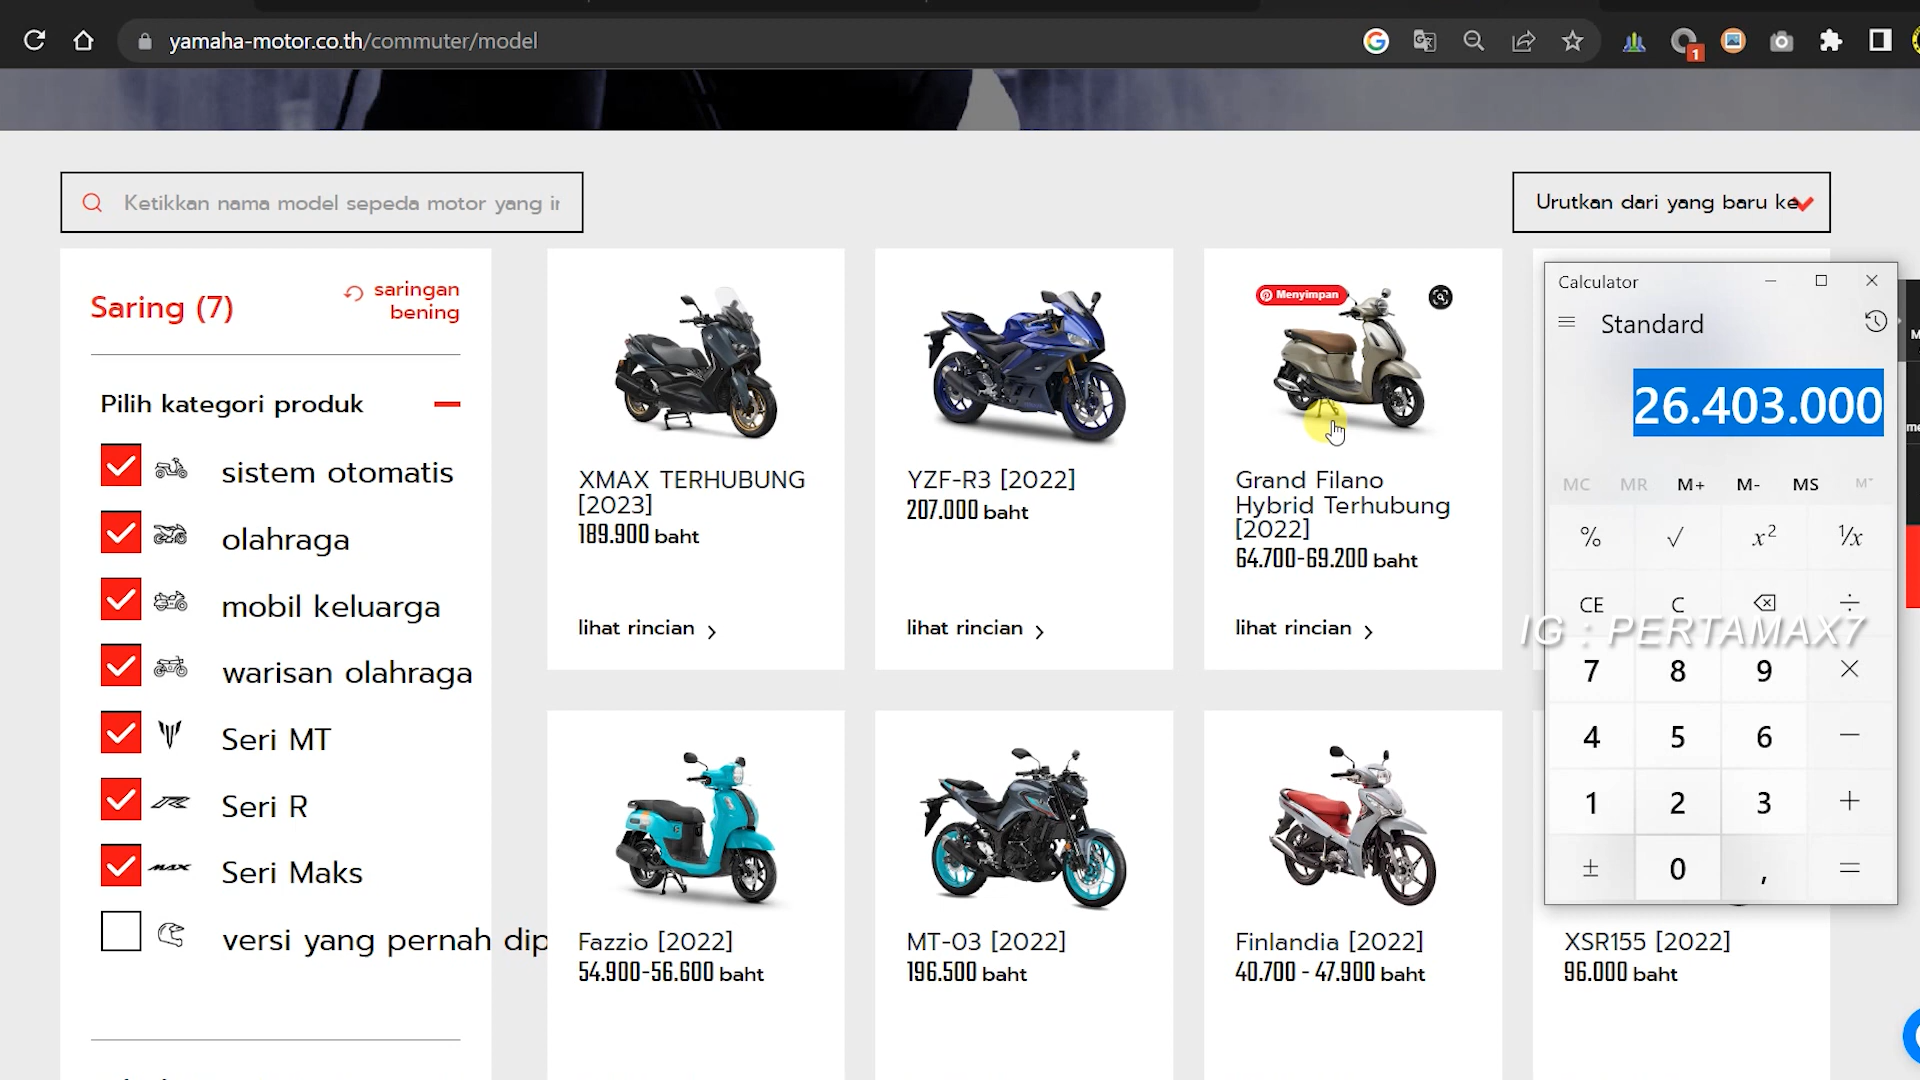 yamaha-motor.co.th/commuter/model
1
Ketikkan nama model sepeda motor yang ir
Urutkan dari yang baru ke
Saring (7)
saringan
bening
Pilih kategori produk
sistem otomatis
olahraga
mobil keluarga
warisan olahraga
Seri MT
Seri R
MAX
Seri Maks
versi yang pernah dip
XMAX TERHUBUNG
[2023]
189.900 baht
lihat rincian
YZF-R3 [2022]
207.000 baht
lihat rincian
Menyimpan
Grand Filano
Hybrid Terhubung
[2022]
64.700-69.200 baht
lihat rincian
Fazzio [2022]
54.900-56.600 baht
MT-03 [2022]
196.500 baht
Finlandia [2022]
40.700 - 47.900 baht
XSR155 [2022]
96.000 baht
Calculator
Standard
26.403.000
MC MR M+ M- MS M˅
% √ x² ¹/x
CE C ÷
IG : PERTAMAX7
7 8 9 ×
4 5 6 −
1 2 3 +
± 0 , =